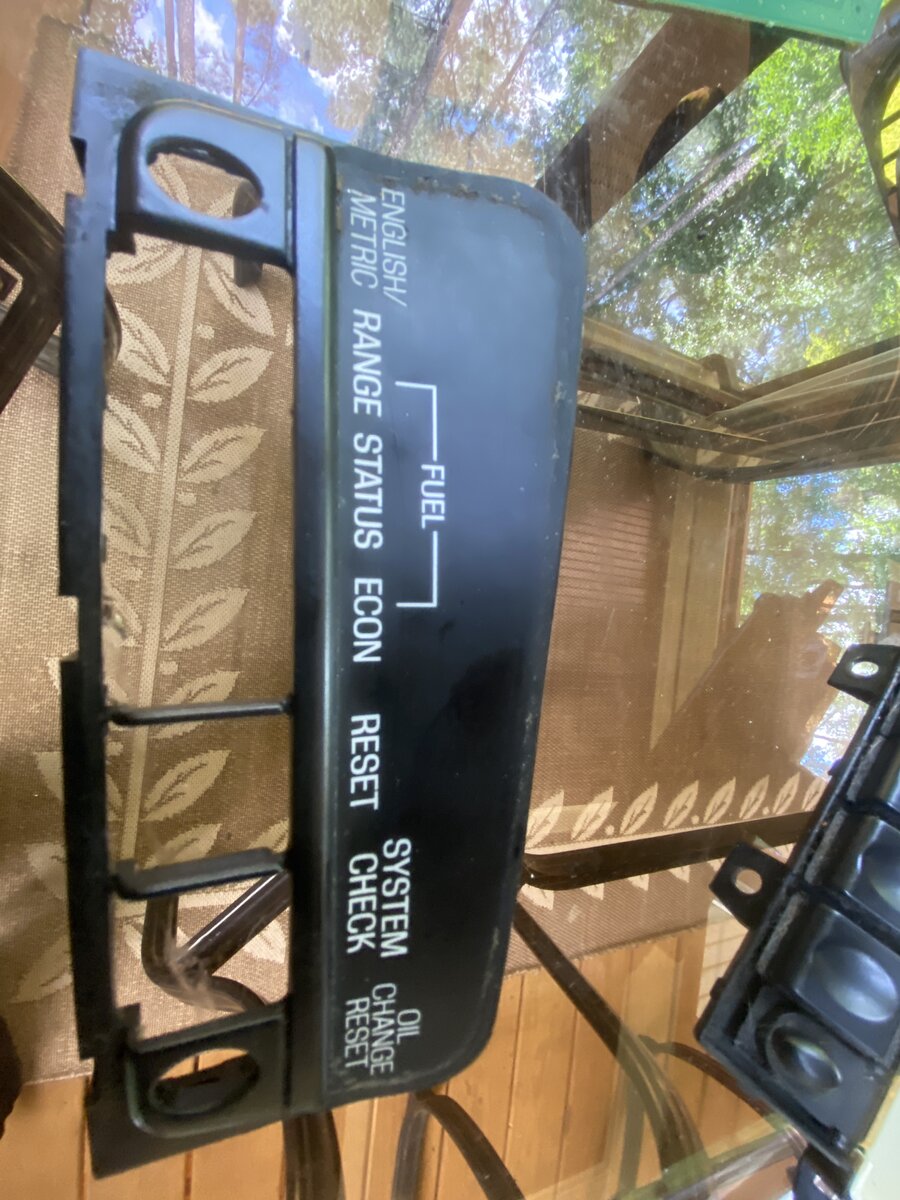 FUEL
ENGLISH/
METRIC
RANGE STATUS ECON
RESET
SYSTEM
CHECK
OIL
CHANGE
RESET